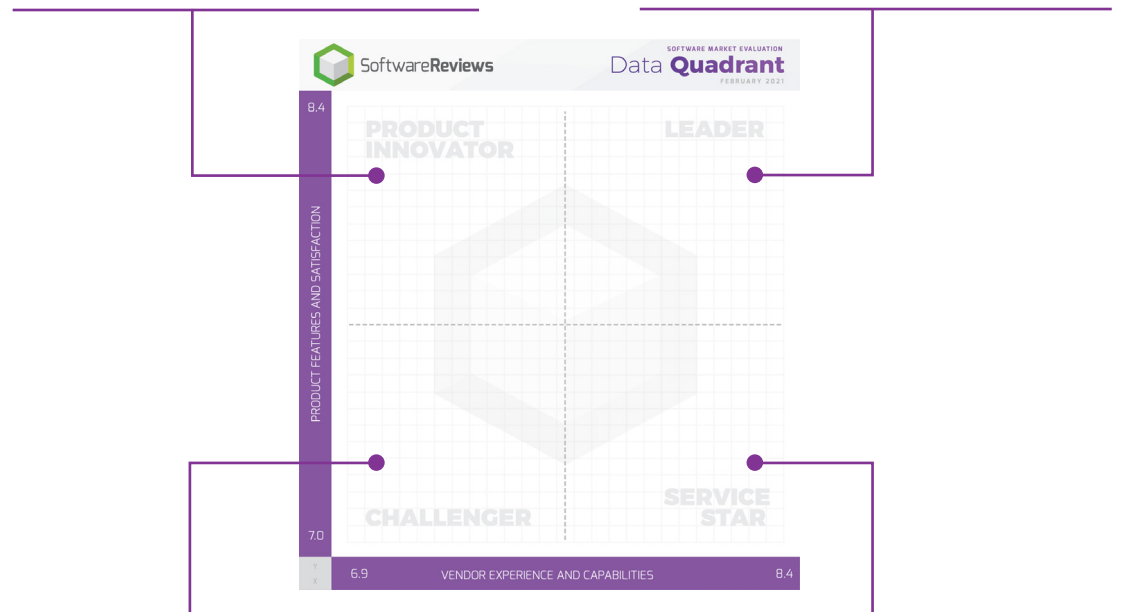 SoftwareReviews
SOFTWARE MARKET EVALUATION
Data Quadrant
FEBRUARY 2021
8.4
PRODUCT
INNOVATOR
LEADER
PRODUCT FEATURES AND SATISFACTION
CHALLENGER
SERVICE
STAR
7.0
Y
X
6.9
VENDOR EXPERIENCE AND CAPABILITIES
8.4